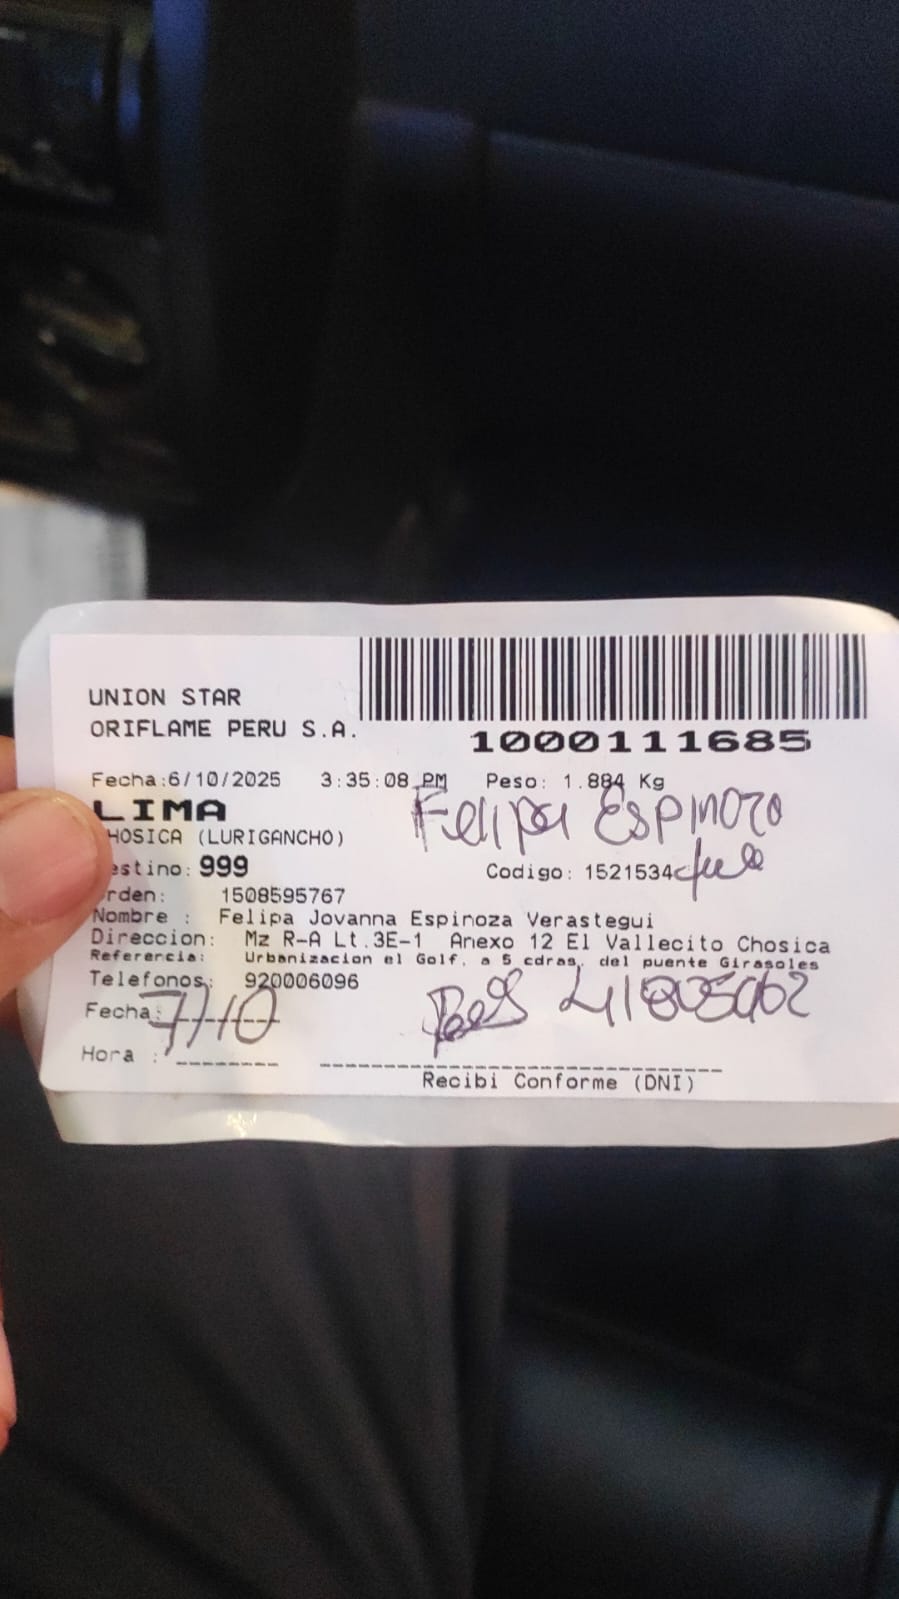 UNION STAR
ORIFLAME PERU S.A.
1000111685
Fecha:6/10/2025 3:35:08 PM Peso: 1.884 Kg
LIMA Felipa Espinoza
HOSICA (LURIGANCHO)
estino: 999 Codigo: 1521534
rden: 1508595767
Nombre : Felipa Jovanna Espinoza Verastegui
Direccion: Mz R-A Lt.3E-1 Anexo 12 El Vallecito Chosica
Referencia: Urbanizacion el Golf. a 5 cdras. del puente Girasoles
Telefonos: 920006096
Fecha: 7/10
Hora :
Recibi Conforme (DNI)